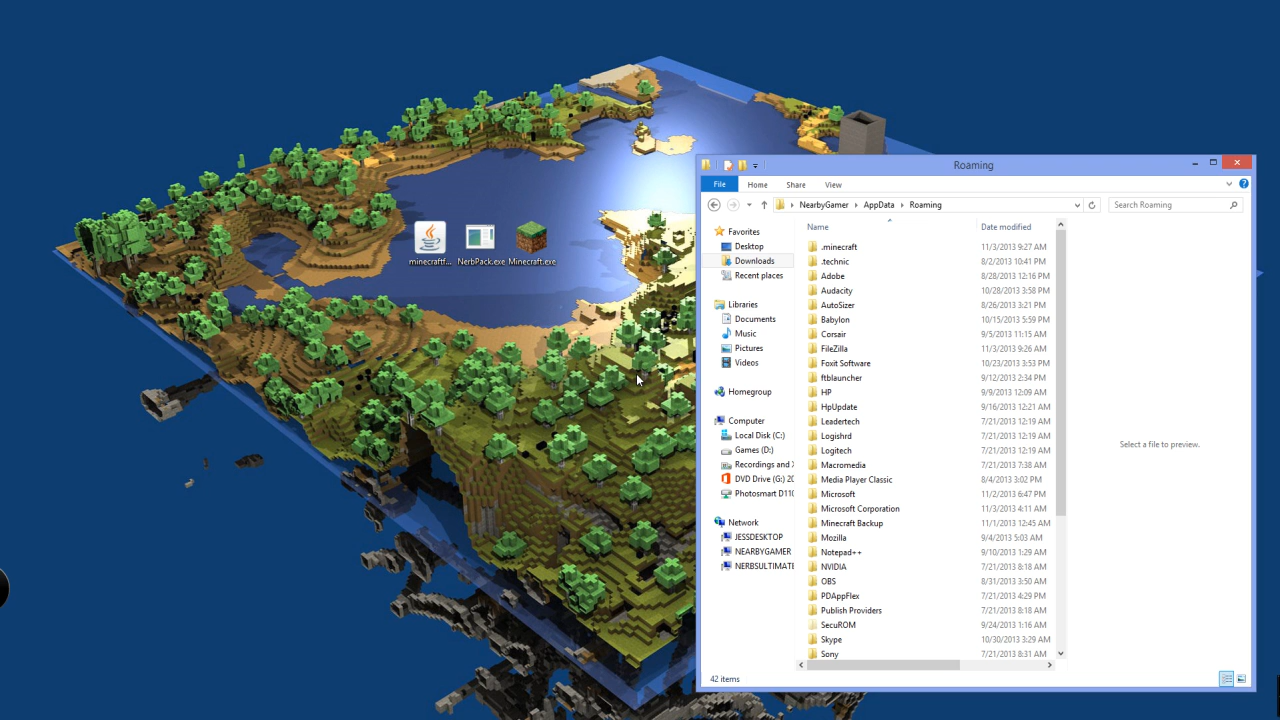 minecraftf...
NerbPack.exe
Minecraft.exe
Roaming
File
Home
Share
View
NearbyGamer
AppData
Roaming
Search Roaming
Favorites
Desktop
Downloads
Recent places
Libraries
Documents
Music
Pictures
Videos
Homegroup
Computer
Local Disk (C:)
Games (D:)
Recordings and
DVD Drive (G:) 20
Photosmart D110
Network
JESSDESKTOP
NEARBYGAMER
NERBSULTIMATE
Name Date modified
.minecraft 11/3/2013 9:27 AM
.technic 8/2/2013 10:41 PM
Adobe 8/28/2013 12:16 PM
Audacity 10/28/2013 3:58 PM
AutoSizer 8/26/2013 3:21 PM
Babylon 10/15/2013 5:59 PM
Corsair 9/5/2013 11:15 AM
FileZilla 11/3/2013 9:26 AM
Foxit Software 10/23/2013 3:53 PM
ftblauncher 9/12/2013 2:34 PM
HP 9/9/2013 12:09 AM
HpUpdate 9/16/2013 12:21 AM
Leadertech 7/21/2013 12:19 AM
Logishrd 7/21/2013 12:19 AM
Logitech 7/21/2013 12:19 AM
Macromedia 7/21/2013 7:38 AM
Media Player Classic 8/4/2013 3:02 PM
Microsoft 11/2/2013 6:47 PM
Microsoft Corporation 11/3/2013 4:11 AM
Minecraft Backup 11/1/2013 12:45 AM
Mozilla 9/4/2013 5:03 AM
Notepad++ 9/10/2013 1:29 AM
NVIDIA 7/21/2013 8:18 AM
OBS 8/31/2013 3:50 AM
PDAppFlex 7/21/2013 4:29 PM
Publish Providers 7/21/2013 8:18 AM
SecuROM 9/24/2013 1:16 AM
Skype 10/30/2013 3:29 AM
Sony 7/21/2013 8:31 AM
Select a file to preview.
42 items